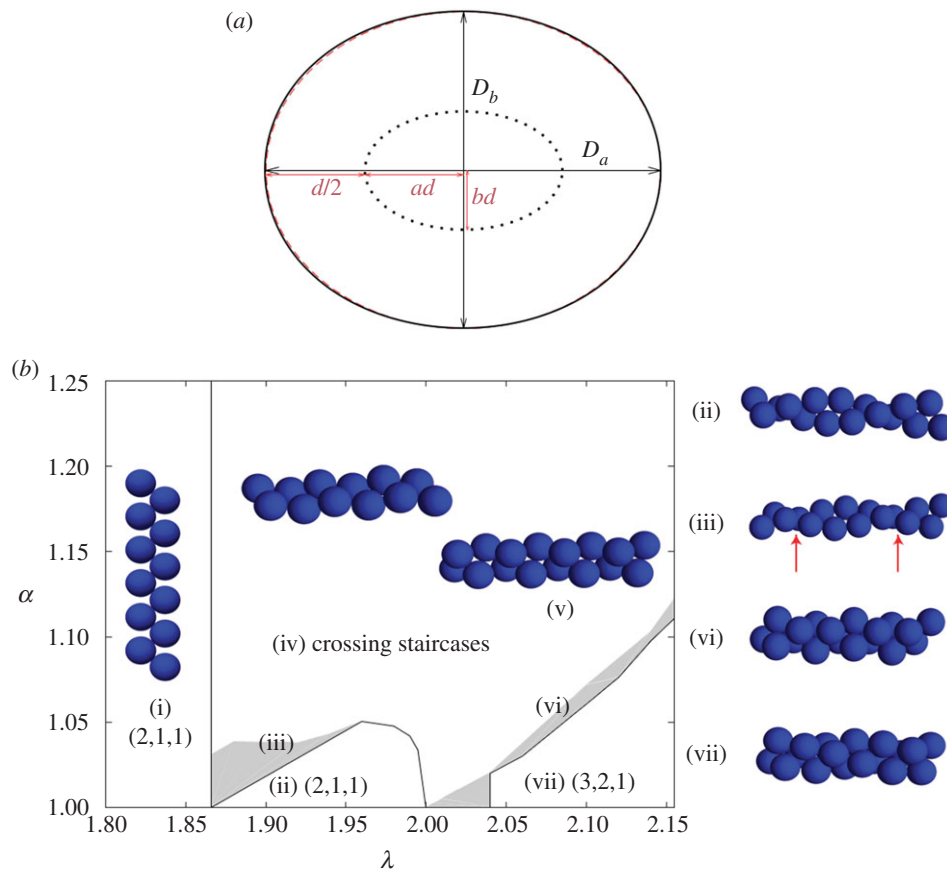 (a)
D_b
D_a
d/2
ad
bd
(b)
1.25
1.20
1.15
α
1.10
1.05
1.00
(i)
(2,1,1)
(iii)
(ii) (2,1,1)
(iv) crossing staircases
(v)
(vi)
(vii) (3,2,1)
1.80
1.85
1.90
1.95
2.00
2.05
2.10
2.15
λ
(ii)
(iii)
(vi)
(vii)